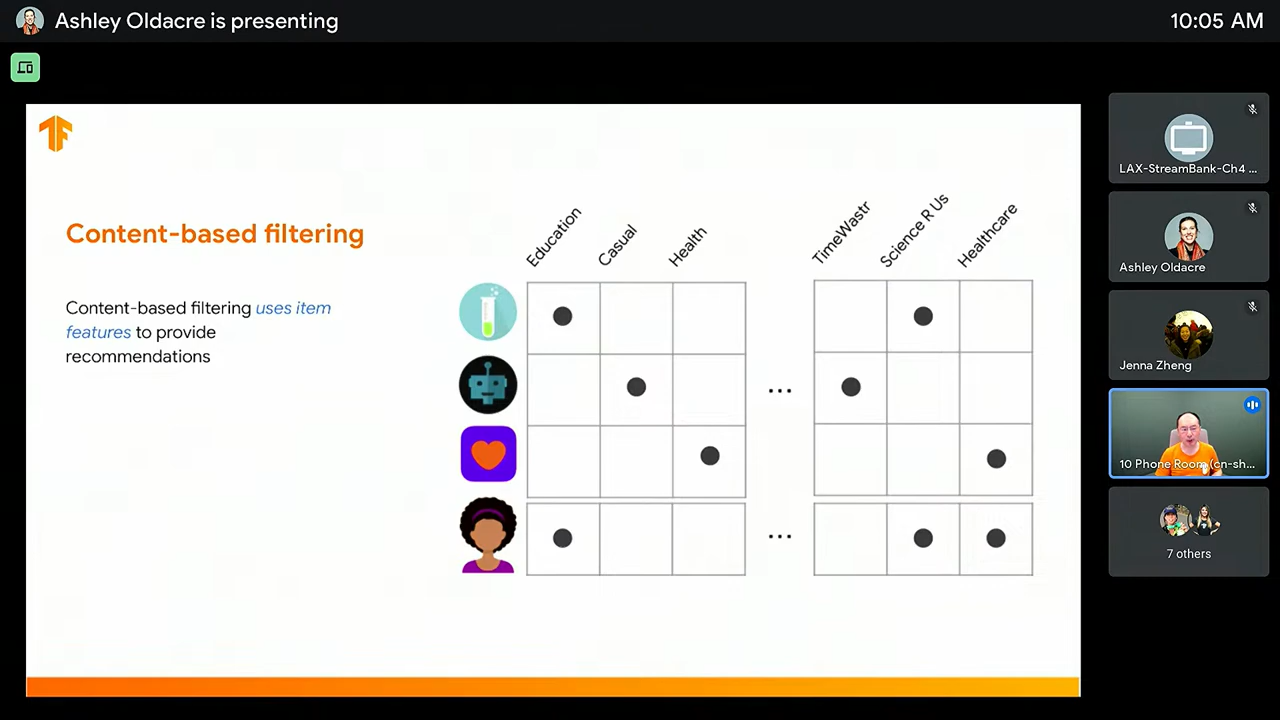 Ashley Oldacre is presenting
10:05 AM
Content-based filtering
Content-based filtering uses item
features to provide
recommendations
Education
Casual
Health
TimeWastr
Science R Us
Healthcare
...
...
LAX-StreamBank-Ch4 ...
Ashley Oldacre
Jenna Zheng
10 Phone Room (cn-sh...
7 others